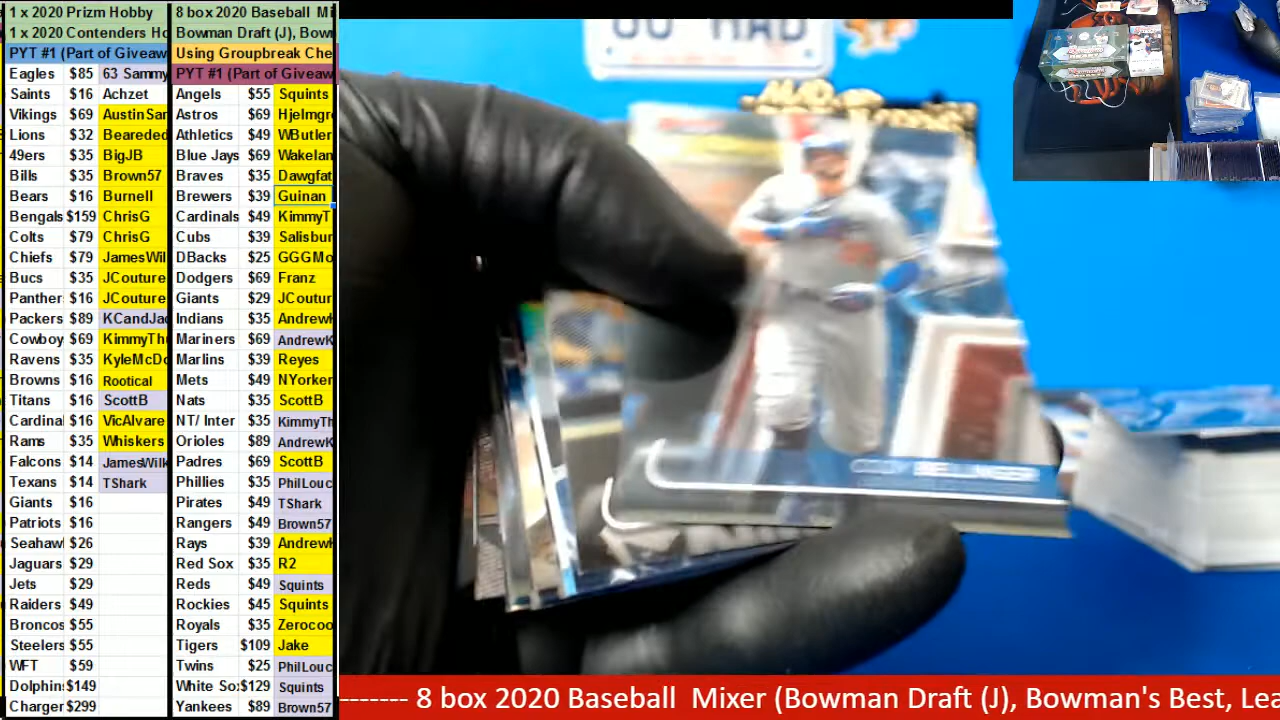 1 x 2020 Prizm Hobby
1 x 2020 Contenders Ho
PYT #1 (Part of Giveaw
Eagles $85 63 Sammy
Saints $16 Achzet
Vikings $69 AustinSar
Lions $32 Beareded
49ers $35 BigJB
Bills $35 Brown57
Bears $16 Burnell
Bengals $159 ChrisG
Colts $79 ChrisG
Chiefs $79 JamesWil
Bucs $35 JCouture
Panther $16 JCouture
Packers $89 KCandJac
Cowboy $69 KimmyTh
Ravens $35 KyleMcDo
Browns $16 Rootical
Titans $16 ScottB
Cardinal $16 VicAlvare
Rams $35 Whiskers
Falcons $14 JamesWilk
Texans $14 TShark
Giants $16
Patriots $16
Seahaw $26
Jaguars $29
Jets $29
Raiders $49
Broncos $55
Steelers $55
WFT $59
Dolphin $149
Charger $299
8 box 2020 Baseball Mi
Bowman Draft (J), Bow
Using Groupbreak Che
PYT #1 (Part of Giveaw
Angels $55 Squints
Astros $69 Hjelmgr
Athletics $49 WButler
Blue Jays $69 Wakelan
Braves $35 Dawgfat
Brewers $39 Guinan
Cardinals $49 KimmyT
Cubs $39 Salisbur
DBacks $25 GGGMo
Dodgers $69 Franz
Giants $29 JCoutur
Indians $35 Andrew
Mariners $69 AndrewK
Marlins $39 Reyes
Mets $49 NYorker
Nats $35 ScottB
NT/ Inter $35 KimmyTh
Orioles $89 AndrewK
Padres $69 ScottB
Phillies $35 PhilLouc
Pirates $49 TShark
Rangers $49 Brown57
Rays $39 Andrew
Red Sox $35 R2
Reds $49 Squints
Rockies $45 Squints
Royals $35 Zerocoo
Tigers $109 Jake
Twins $25 PhilLouc
White So $129 Squints
Yankees $89 Brown57
CODY BELLINGER
------- 8 box 2020 Baseball Mixer (Bowman Draft (J), Bowman's Best, Lea